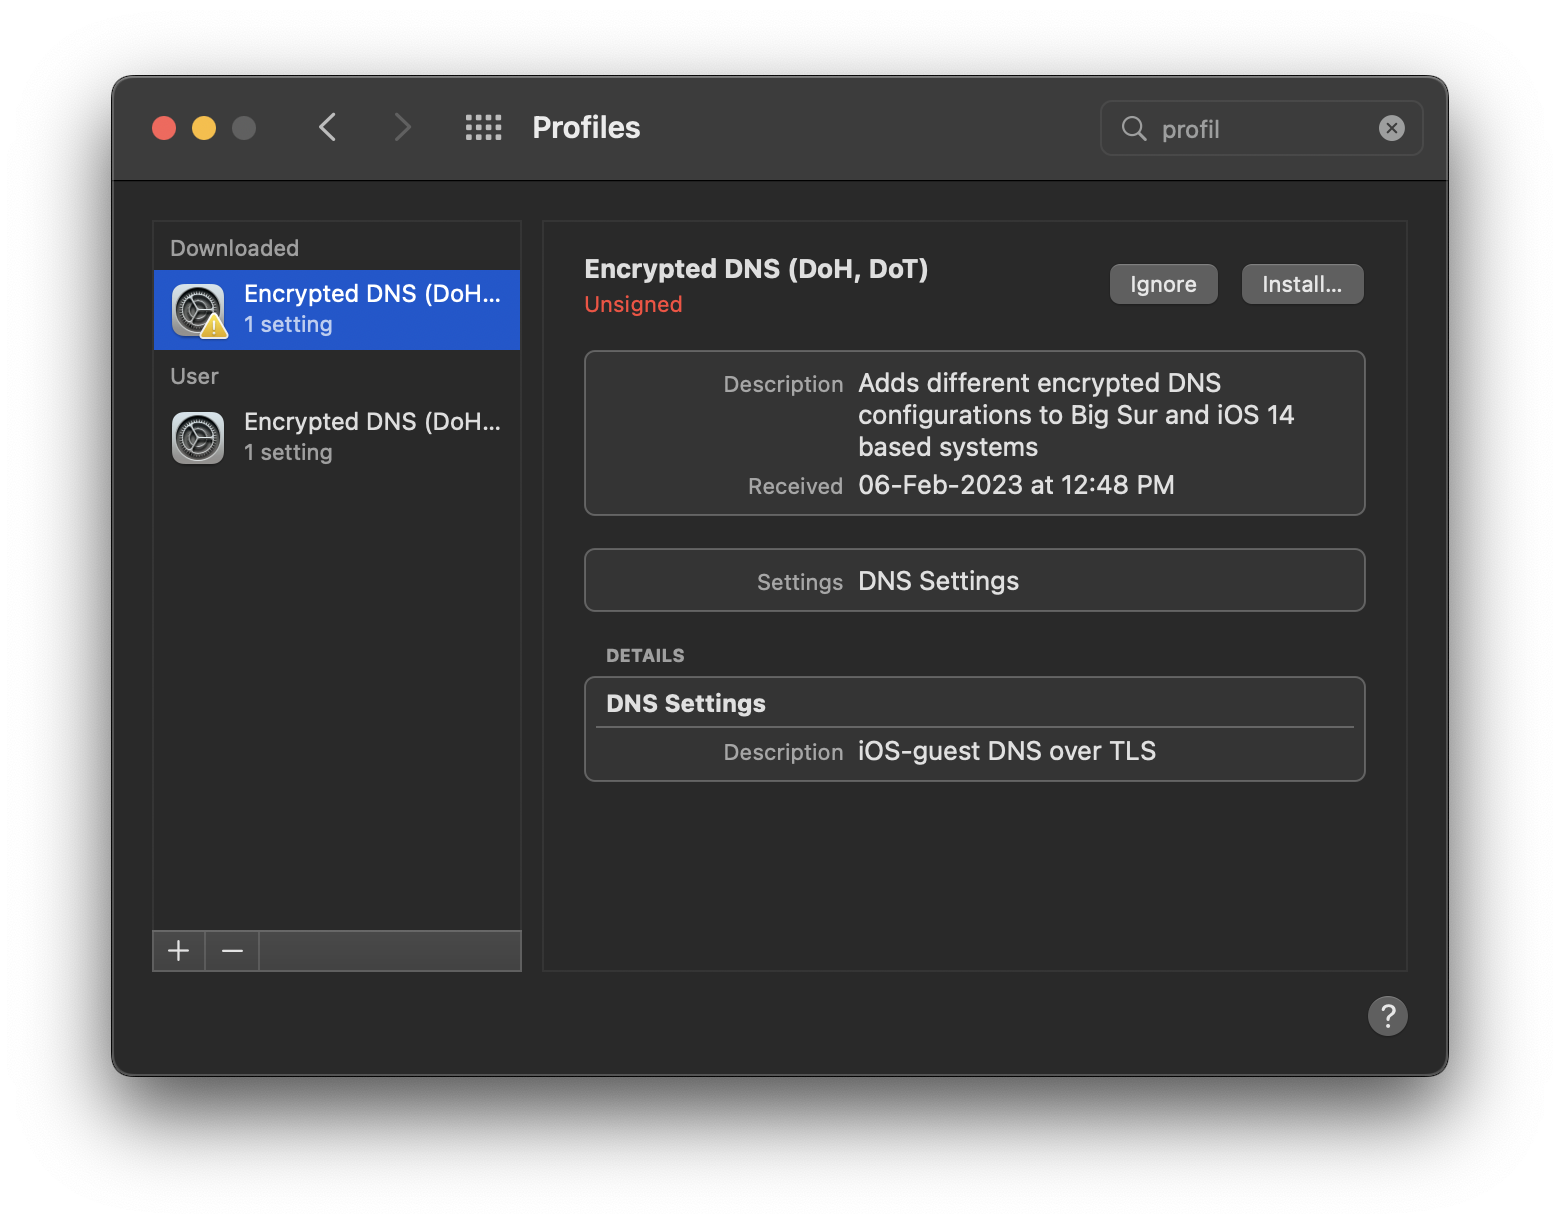 Profiles
profil
Downloaded
Encrypted DNS (DoH...
1 setting
User
Encrypted DNS (DoH...
1 setting
Encrypted DNS (DoH, DoT)
Unsigned
Ignore
Install...
Description Adds different encrypted DNS
configurations to Big Sur and iOS 14
based systems
Received 06-Feb-2023 at 12:48 PM
Settings DNS Settings
DETAILS
DNS Settings
Description iOS-guest DNS over TLS
?